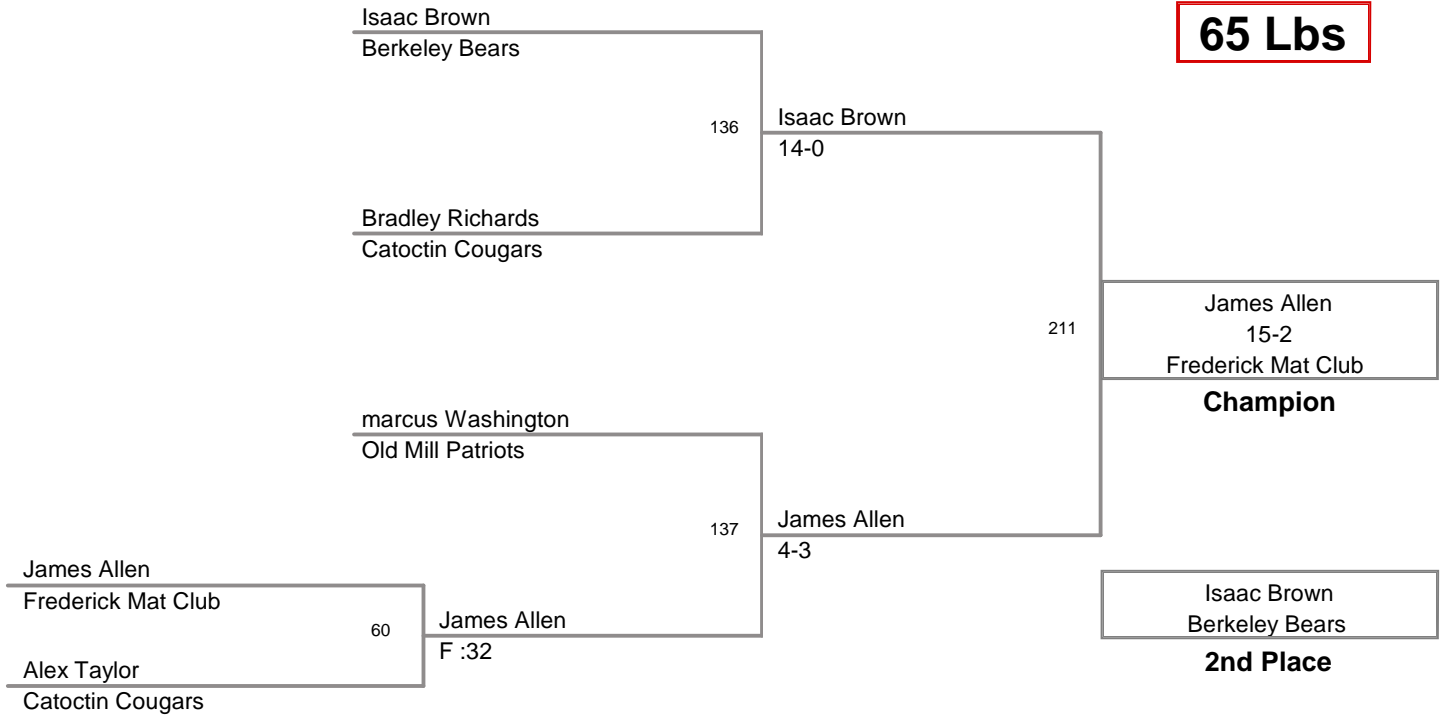 Isaac Brown
Berkeley Bears
65 Lbs
136
Isaac Brown
14-0
Bradley Richards
Catoctin Cougars
211
James Allen
15-2
Frederick Mat Club
Champion
marcus Washington
Old Mill Patriots
137
James Allen
4-3
James Allen
Frederick Mat Club
60
James Allen
F :32
Alex Taylor
Catoctin Cougars
Isaac Brown
Berkeley Bears
2nd Place